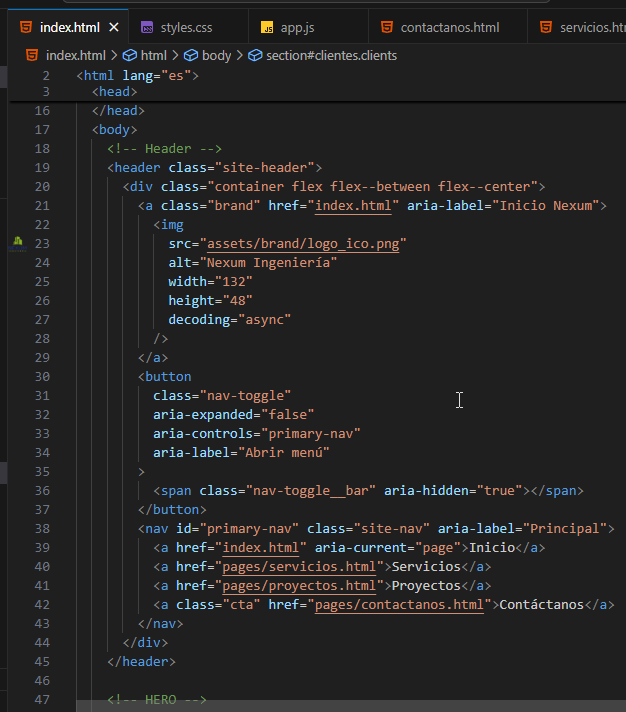 index.html × styles.css app.js contactanos.html
index.html > html > body > section#clientes.clients
2 <html lang="es">
3 <head>
16 </head>
17 <body>
18 <!-- Header -->
19 <header class="site-header">
20 <div class="container flex flex--between flex--center">
21 <a class="brand" href="index.html" aria-label="Inicio Nexum">
22 <img
23 src="assets/brand/logo_ico.png"
24 alt="Nexum Ingeniería"
25 width="132"
26 height="48"
27 decoding="async"
28 />
29 </a>
30 <button
31 class="nav-toggle"
32 aria-expanded="false"
33 aria-controls="primary-nav"
34 aria-label="Abrir menú"
35 >
36 <span class="nav-toggle__bar" aria-hidden="true"></span>
37 </button>
38 <nav id="primary-nav" class="site-nav" aria-label="Principal">
39 <a href="index.html" aria-current="page">Inicio</a>
40 <a href="pages/servicios.html">Servicios</a>
41 <a href="pages/proyectos.html">Proyectos</a>
42 <a class="cta" href="pages/contactanos.html">Contáctanos</a>
43 </nav>
44 </div>
45 </header>
46
47 <!-- HERO -->